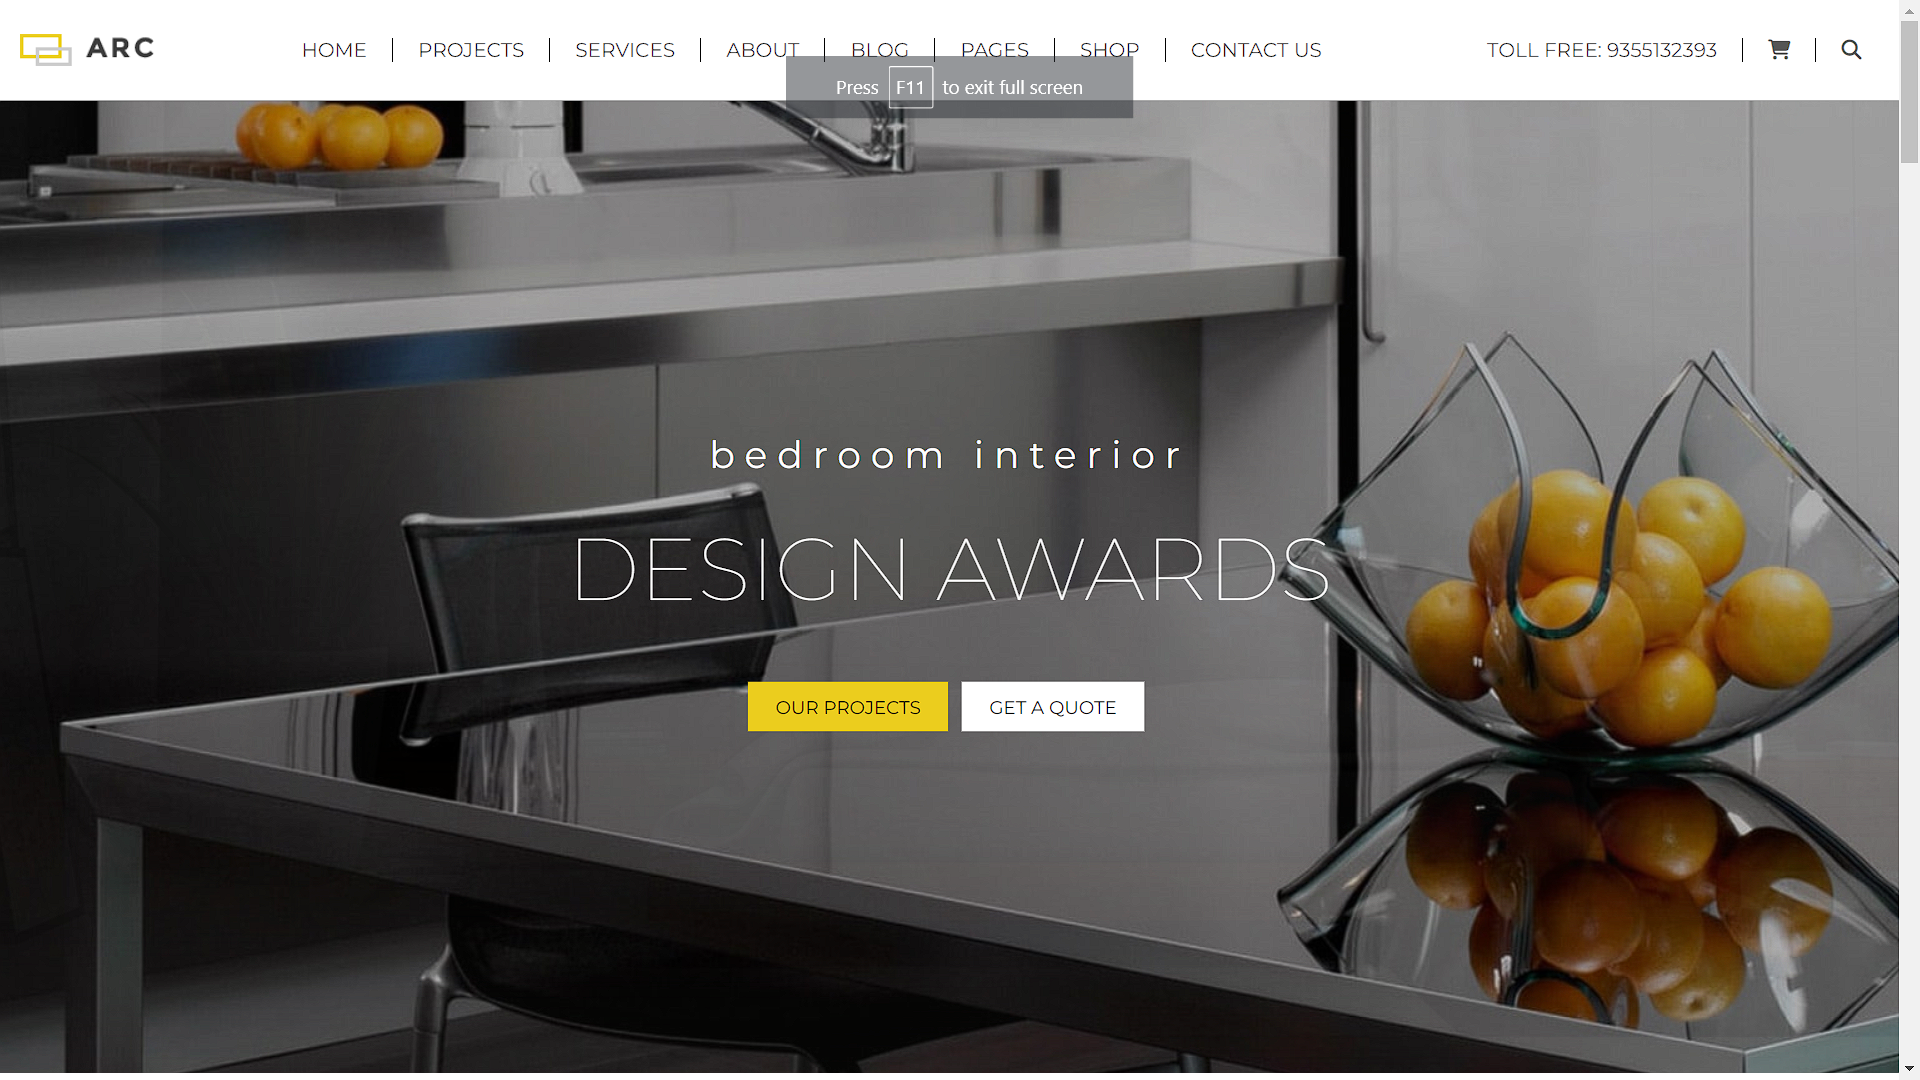 ARC
HOME
PROJECTS
SERVICES
ABOUT
BLOG
PAGES
SHOP
CONTACT US
TOLL FREE: 9355132393
Press F11 to exit full screen
bedroom interior
DESIGN AWARDS
OUR PROJECTS
GET A QUOTE